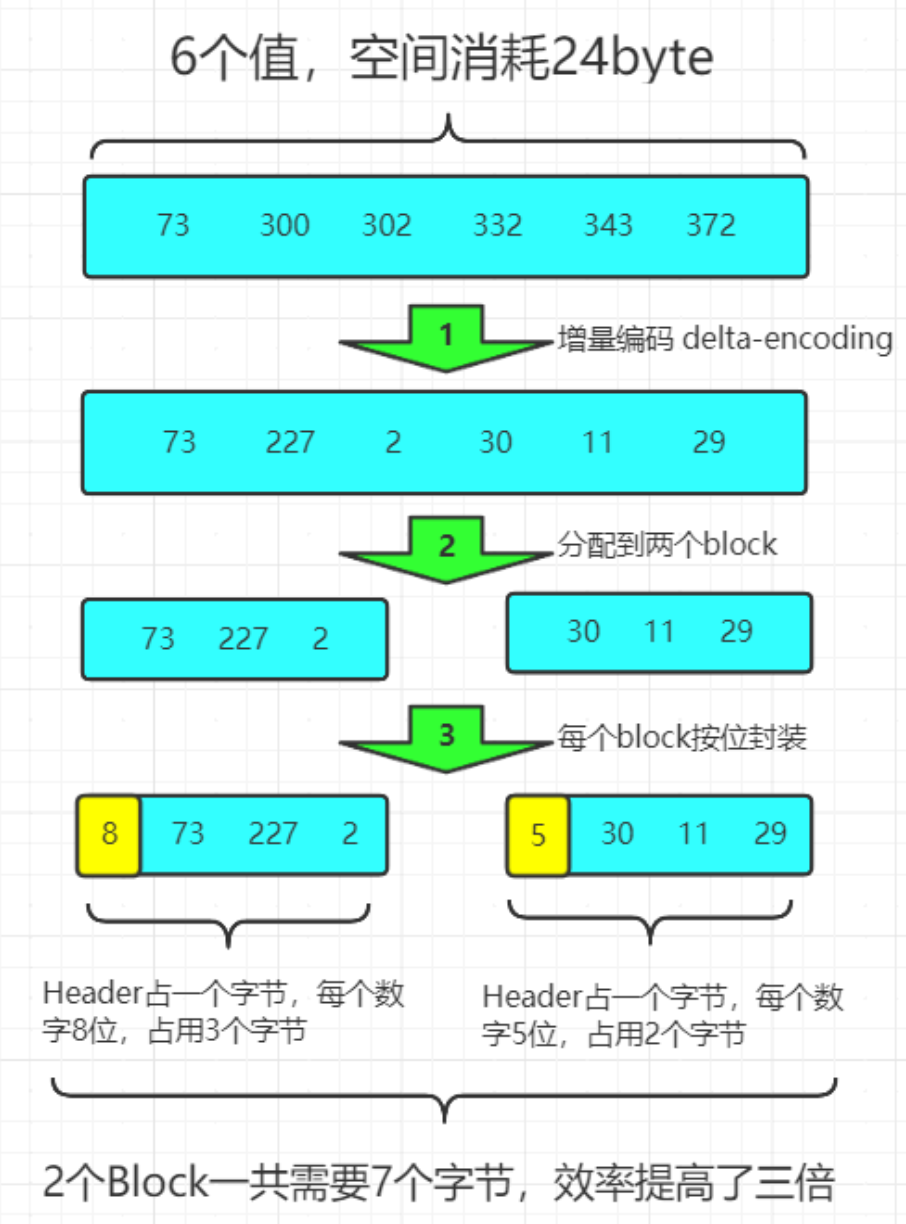 6个值，空间消耗24byte
73 300 302 332 343 372
1 增量编码 delta-encoding
73 227 2 30 11 29
2 分配到两个block
73 227 2 30 11 29
3 每个block按位封装
8 73 227 2 5 30 11 29
Header占一个字节，每个数
字8位，占用3个字节
Header占一个字节，每个数
字5位，占用2个字节
2个Block一共需要7个字节，效率提高了三倍